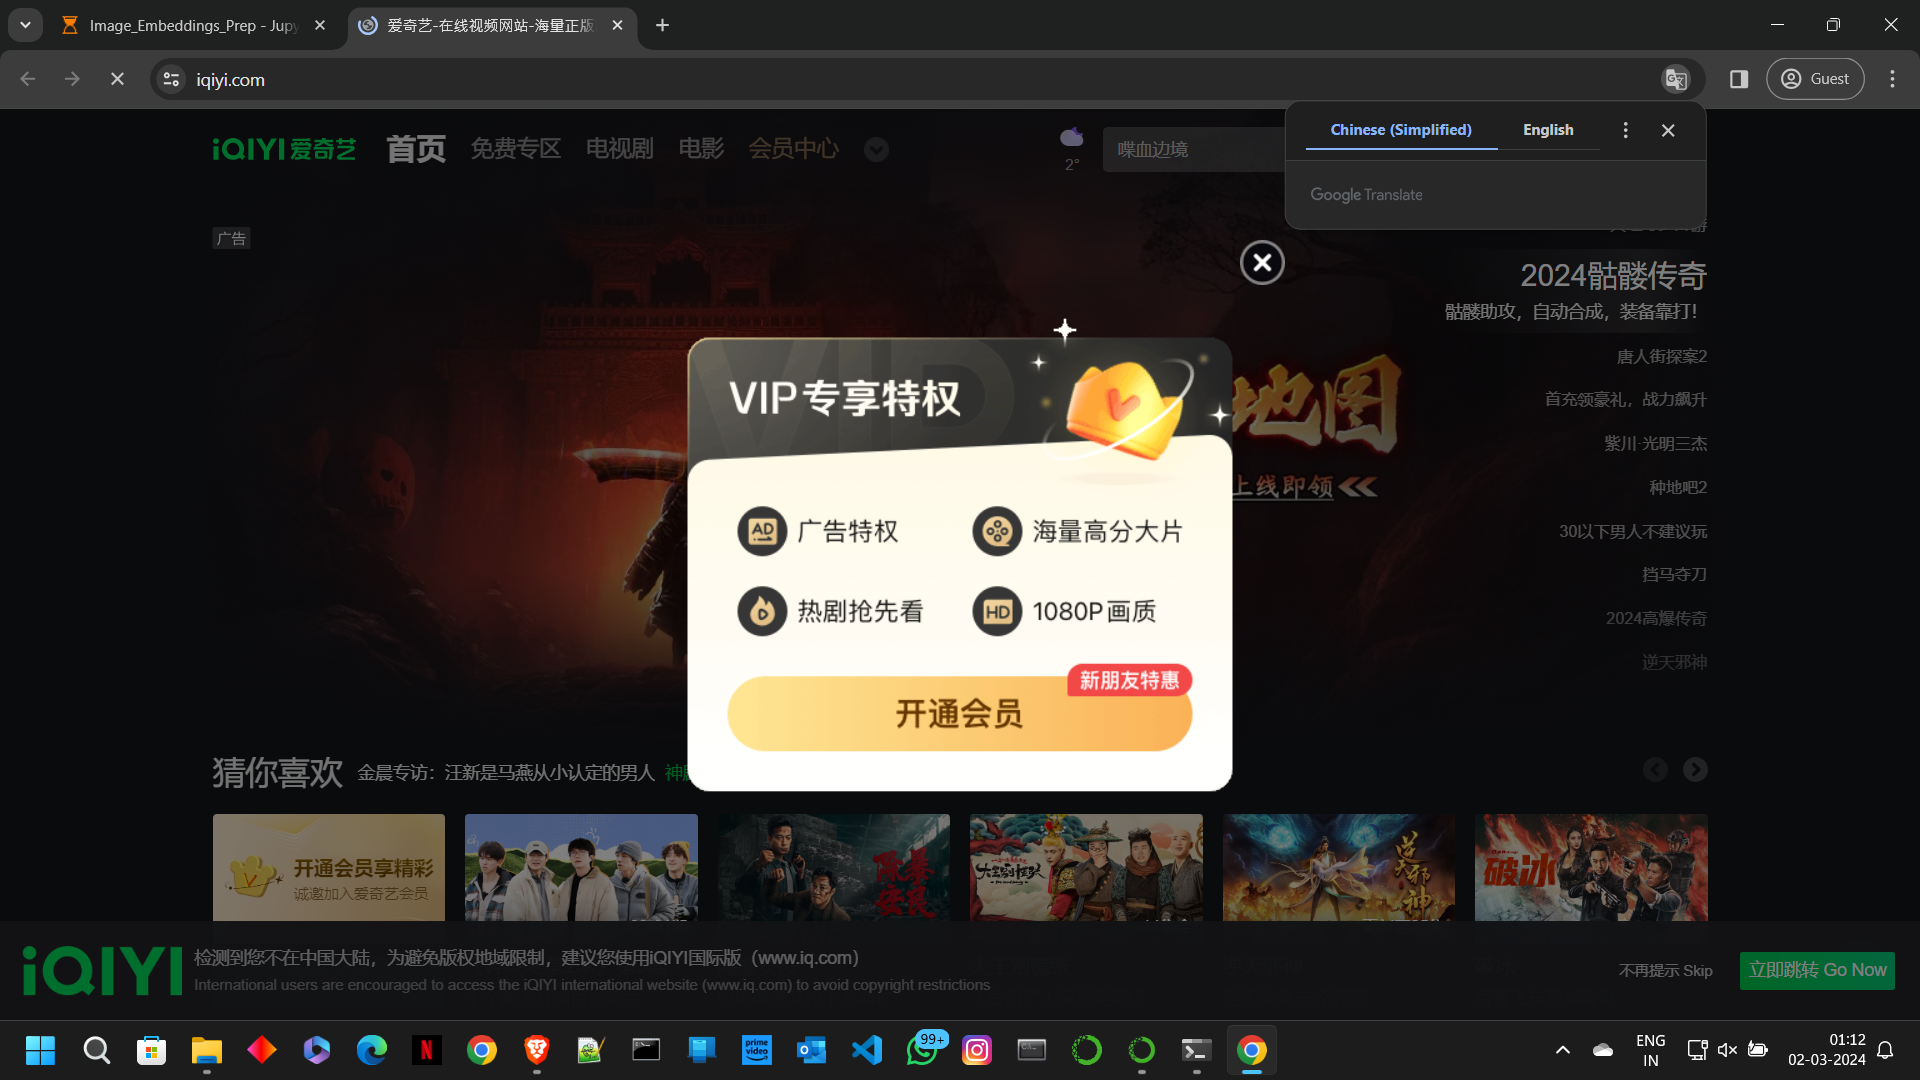 Image_Embeddings_Prep - Jupy
爱奇艺-在线视频网站-海量正版
iqiyi.com
Guest
Chinese (Simplified)
English
Google Translate
iQIYI 爱奇艺
首页
免费专区
电视剧
电影
会员中心
2°
喋血边境
广告
2024骷髅传奇
骷髅助攻，自动合成，装备靠打！
唐人街探案2
首充领豪礼，战力飙升
紫川·光明三杰
种地吧2
30以下男人不建议玩
挡马夺刀
2024高爆传奇
逆天邪神
地图
上线即领
VIP专享特权
广告特权
海量高分大片
热剧抢先看
1080P画质
新朋友特惠
开通会员
猜你喜欢
金晨专访：汪新是马燕从小认定的男人
开通会员享精彩
诚邀加入爱奇艺会员
除暴安良
逆天邪神
破冰
iQIYI
检测到您不在中国大陆，为避免版权地域限制，建议您使用iQIYI国际版（www.iq.com）
International users are encouraged to access the iQIYI international website (www.iq.com) to avoid copyright restrictions
不再提示 Skip
立即跳转 Go Now
prime video
99+
ENG
IN
01:12
02-03-2024